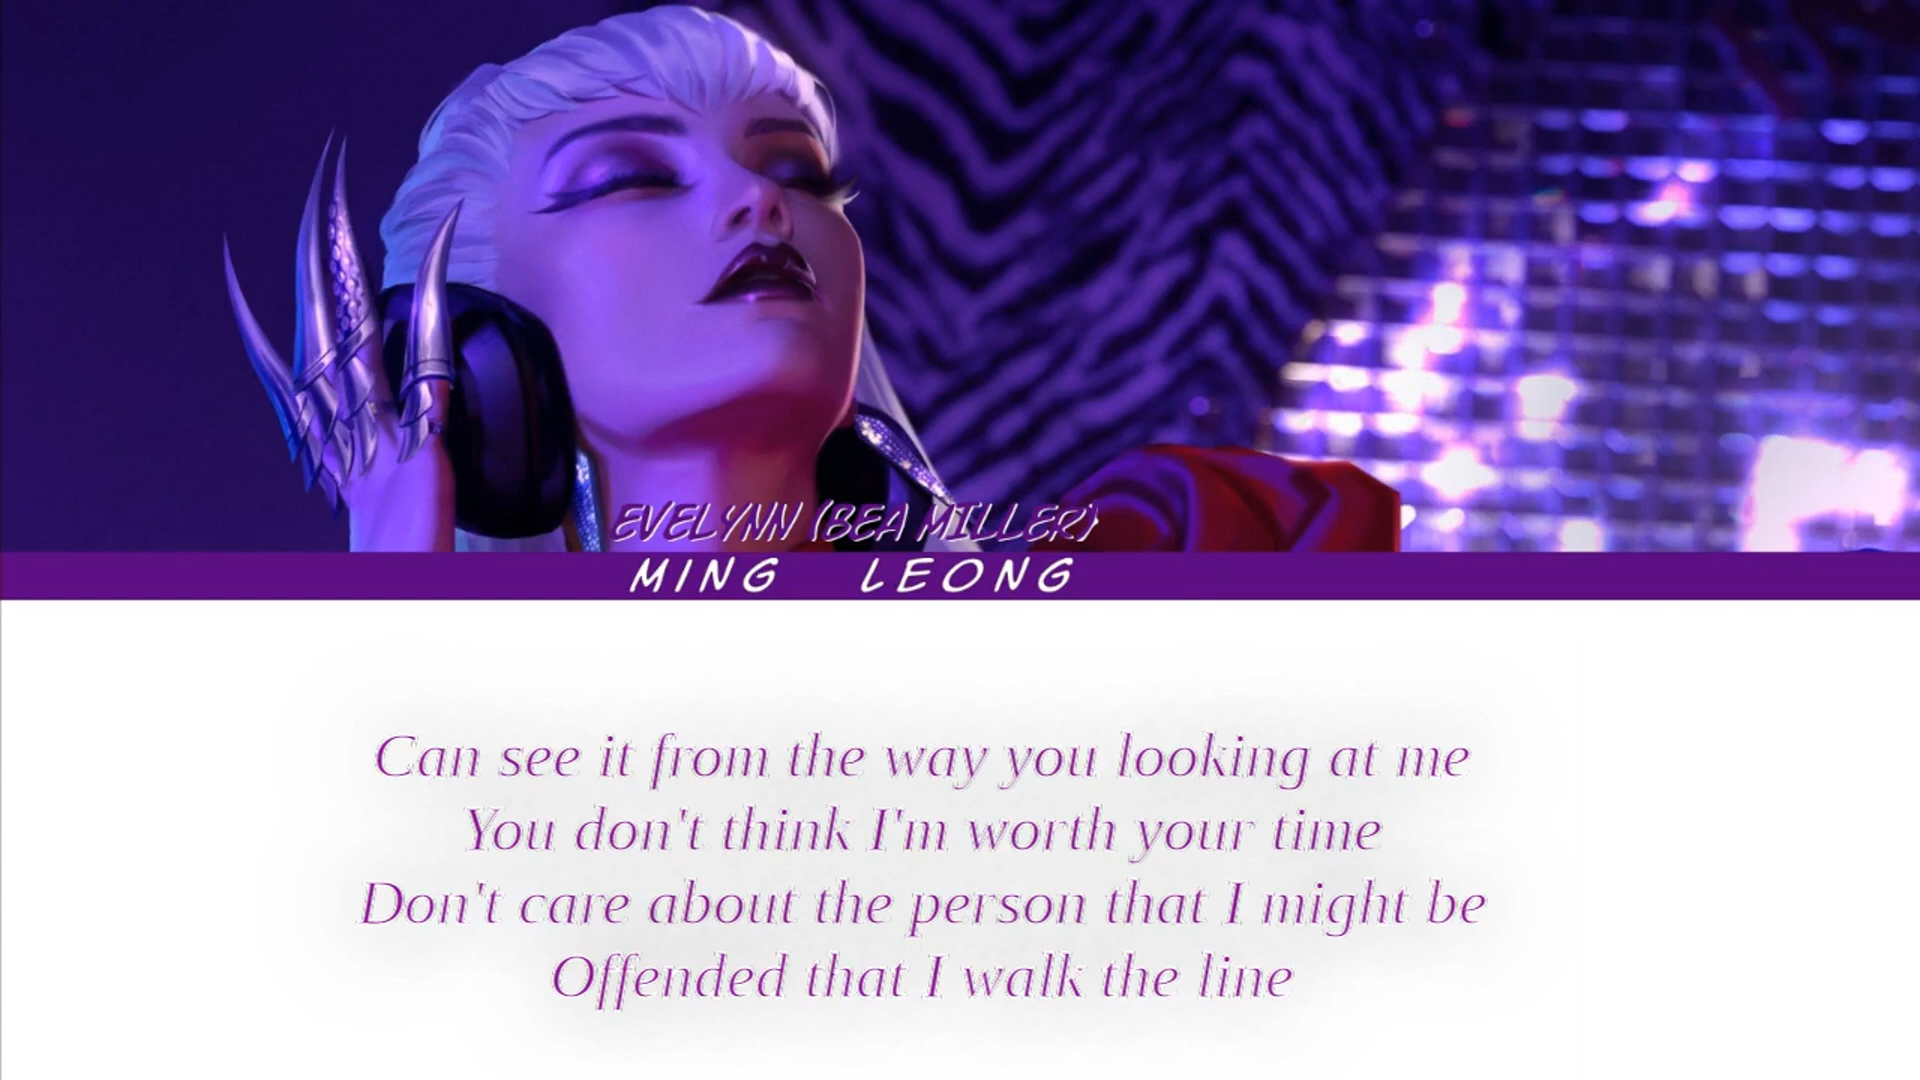 EVELYNN (BEA MILLER)
MING LEONG
Can see it from the way you looking at me
You don't think I'm worth your time
Don't care about the person that I might be
Offended that I walk the line